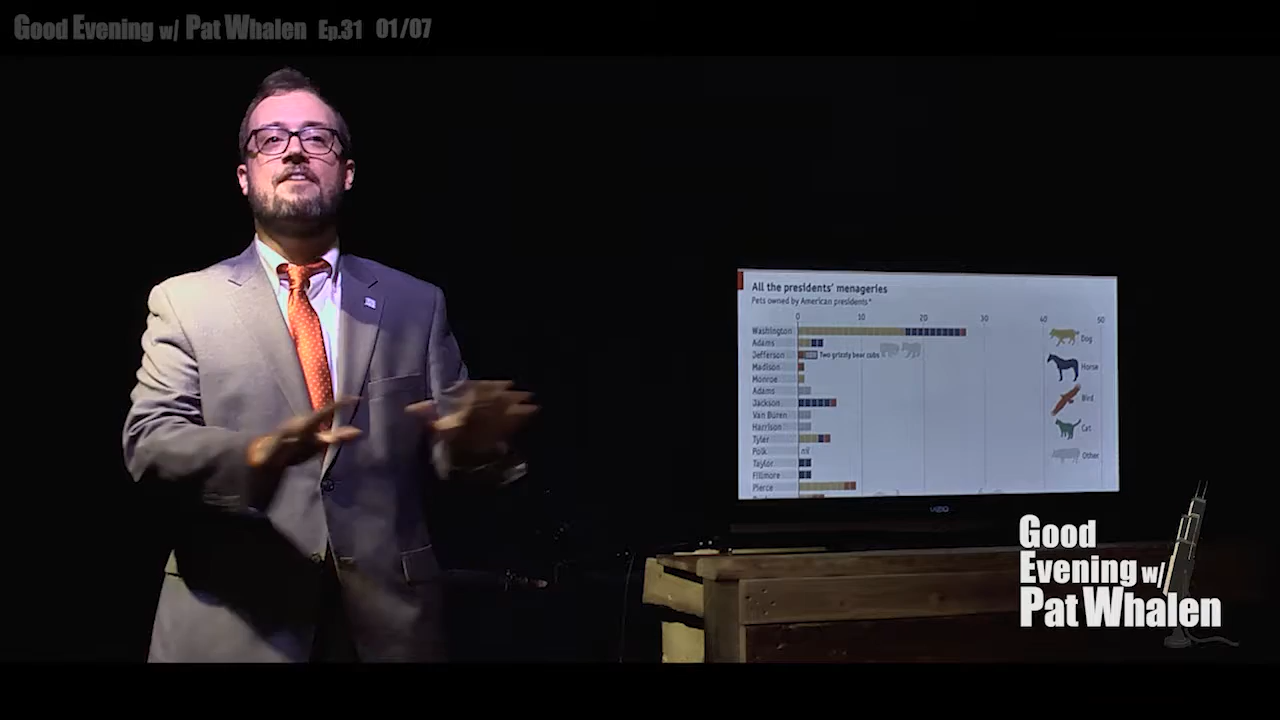 Good Evening w/ Pat Whalen Ep.31 01/07
All the presidents' menageries
Pets owned by American presidents*
0 10 20 30 40 50
Washington
Adams
Jefferson Two grizzly bear cubs
Madison
Monroe
Adams
Jackson
Van Buren
Harrison
Tyler
Polk nil
Taylor
Fillmore
Pierce
Dog
Horse
Bird
Cat
Other
VIZIO
Good
Evening w/
Pat Whalen